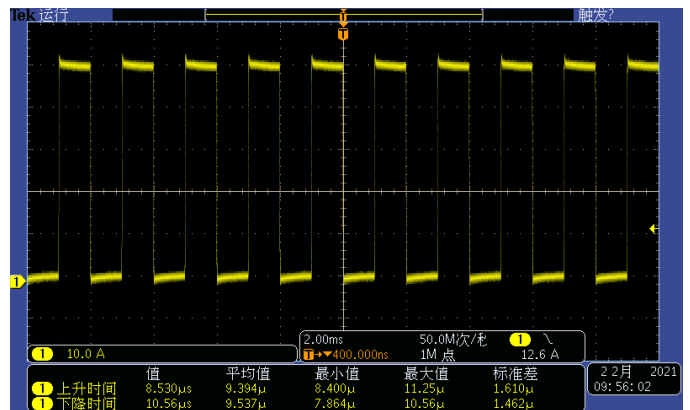 Tek 运行 触发?
T
T
1
2.00ms 50.0M次/秒 1 \
1 10.0 A T→▼400.000ns 1M 点 12.6 A
值 平均值 最小值 最大值 标准差
1 上升时间 8.530µs 9.394µ 8.400µ 11.25µ 1.610µ
1 下降时间 10.56µs 9.537µ 7.864µ 10.56µ 1.462µ
2 2月 2021
09:56:02